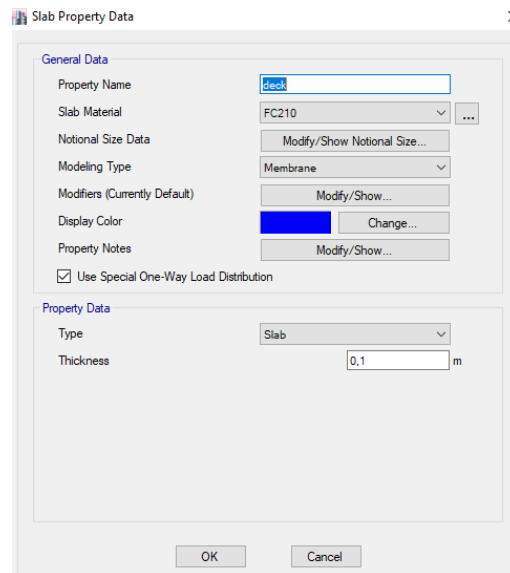 Slab Property Data
General Data
Property Name deck
Slab Material FC210 ...
Notional Size Data Modify/Show Notional Size...
Modeling Type Membrane
Modifiers (Currently Default) Modify/Show...
Display Color Change...
Property Notes Modify/Show...
Use Special One-Way Load Distribution
Property Data
Type Slab
Thickness 0,1 m
OK Cancel